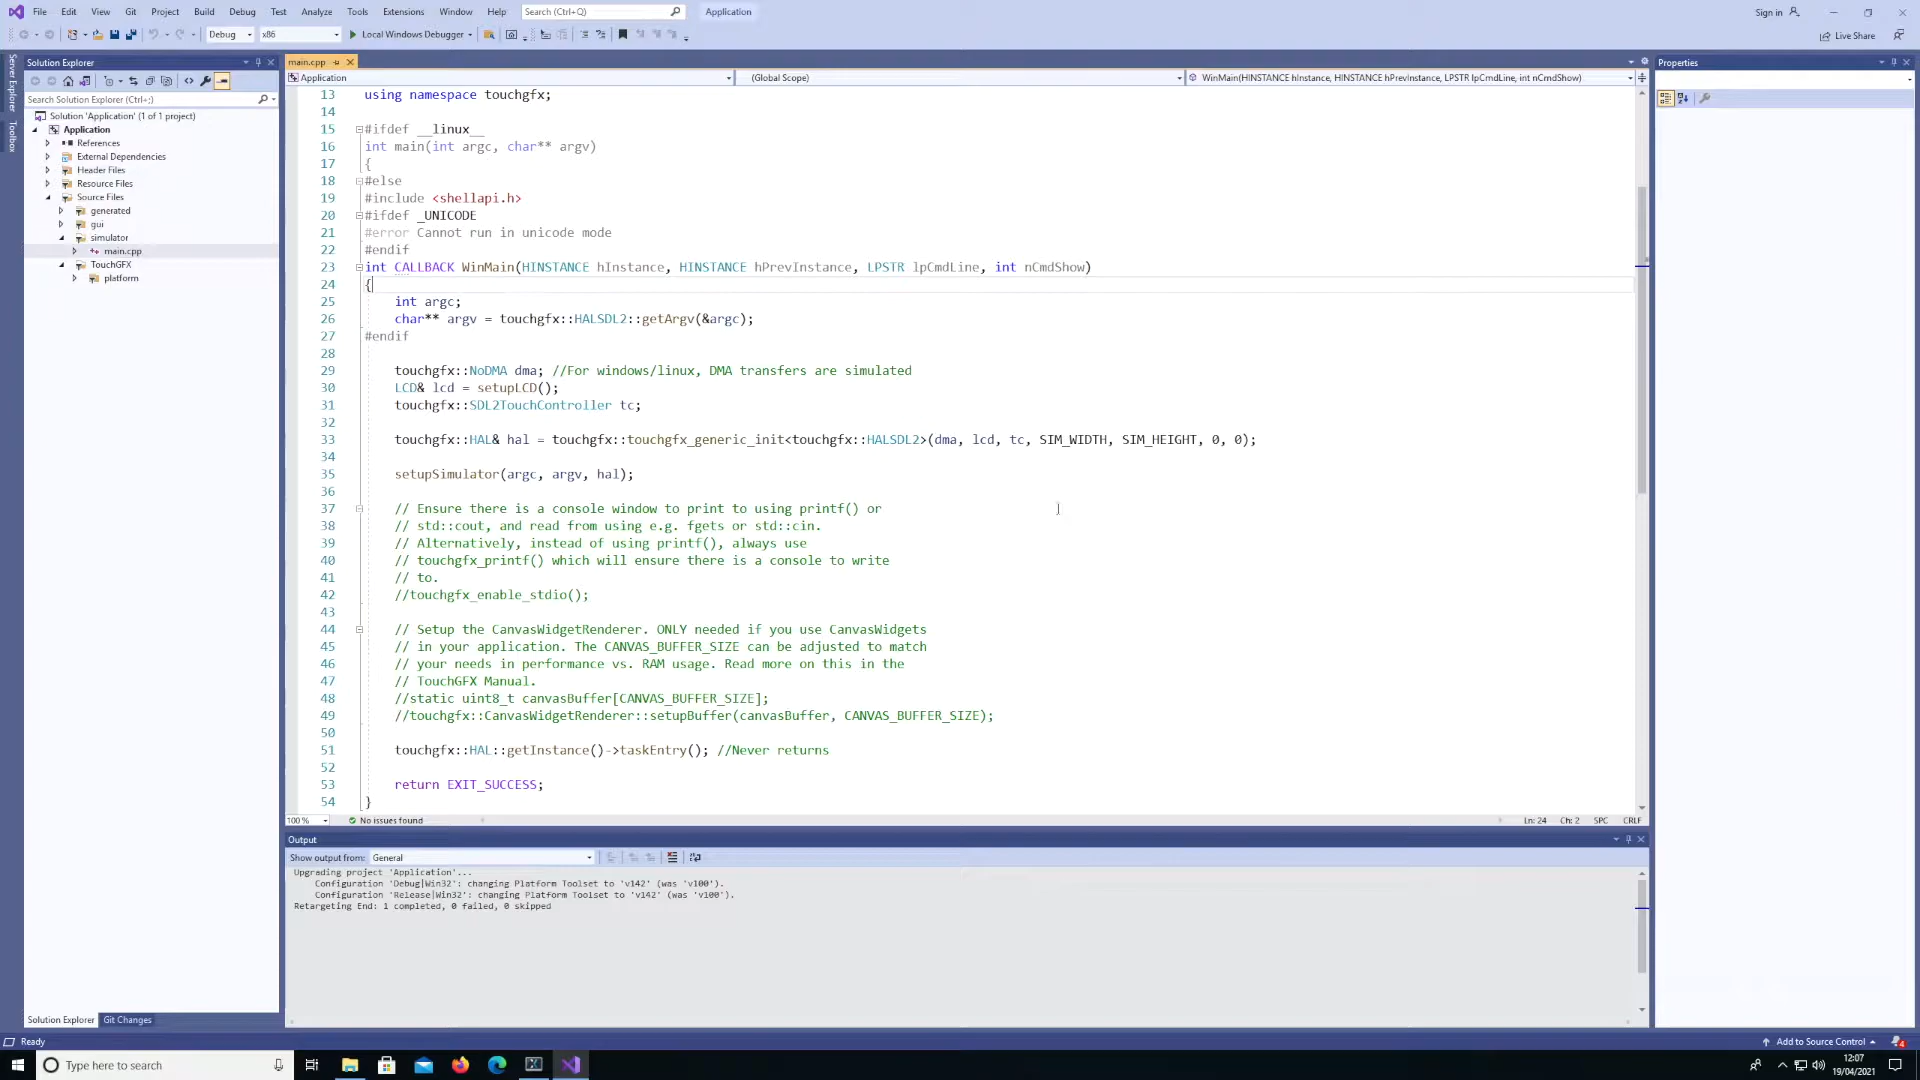 File Edit View Git Project Build Debug Test Analyze Tools Extensions Window Help Search (Ctrl+Q) Application Sign in
Debug x86 Local Windows Debugger Live Share
Server Explorer
Toolbox
Solution Explorer
Search Solution Explorer (Ctrl+;)
Solution 'Application' (1 of 1 project)
Application
References
External Dependencies
Header Files
Resource Files
Source Files
generated
gui
simulator
main.cpp
TouchGFX
platform
Solution Explorer Git Changes
main.cpp
Application (Global Scope) WinMain(HINSTANCE hInstance, HINSTANCE hPrevInstance, LPSTR lpCmdLine, int nCmdShow)
13 using namespace touchgfx;
14
15 #ifdef __linux__
16 int main(int argc, char** argv)
17 {
18 #else
19 #include <shellapi.h>
20 #ifdef _UNICODE
21 #error Cannot run in unicode mode
22 #endif
23 int CALLBACK WinMain(HINSTANCE hInstance, HINSTANCE hPrevInstance, LPSTR lpCmdLine, int nCmdShow)
24 {
25 int argc;
26 char** argv = touchgfx::HALSDL2::getArgv(&argc);
27 #endif
28
29 touchgfx::NoDMA dma; //For windows/linux, DMA transfers are simulated
30 LCD& lcd = setupLCD();
31 touchgfx::SDL2TouchController tc;
32
33 touchgfx::HAL& hal = touchgfx::touchgfx_generic_init<touchgfx::HALSDL2>(dma, lcd, tc, SIM_WIDTH, SIM_HEIGHT, 0, 0);
34
35 setupSimulator(argc, argv, hal);
36
37 // Ensure there is a console window to print to using printf() or
38 // std::cout, and read from using e.g. fgets or std::cin.
39 // Alternatively, instead of using printf(), always use
40 // touchgfx_printf() which will ensure there is a console to write
41 // to.
42 //touchgfx_enable_stdio();
43
44 // Setup the CanvasWidgetRenderer. ONLY needed if you use CanvasWidgets
45 // in your application. The CANVAS_BUFFER_SIZE can be adjusted to match
46 // your needs in performance vs. RAM usage. Read more on this in the
47 // TouchGFX Manual.
48 //static uint8_t canvasBuffer[CANVAS_BUFFER_SIZE];
49 //touchgfx::CanvasWidgetRenderer::setupBuffer(canvasBuffer, CANVAS_BUFFER_SIZE);
50
51 touchgfx::HAL::getInstance()->taskEntry(); //Never returns
52
53 return EXIT_SUCCESS;
54 }
100 % No issues found Ln: 24 Ch: 2 SPC CRLF
Output
Show output from: General
Upgrading project 'Application'...
Configuration 'Debug|Win32': changing Platform Toolset to 'v142' (was 'v100').
Configuration 'Release|Win32': changing Platform Toolset to 'v142' (was 'v100').
Retargeting End: 1 completed, 0 failed, 0 skipped
Properties
Ready Add to Source Control 4
Type here to search
12:07
19/04/2021